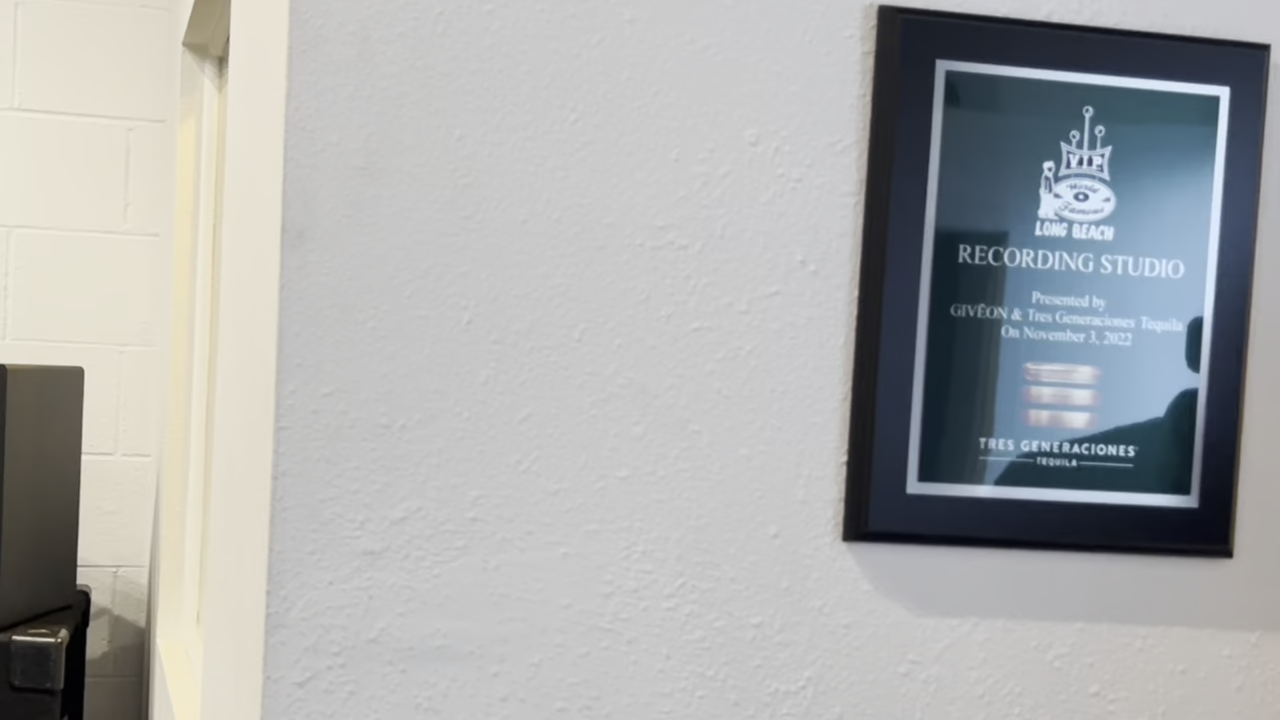 VIP
World
Famous
LONG BEACH
RECORDING STUDIO
Presented by
GIVĒON & Tres Generaciones Tequila
On November 3, 2022
TRES GENERACIONES
TEQUILA